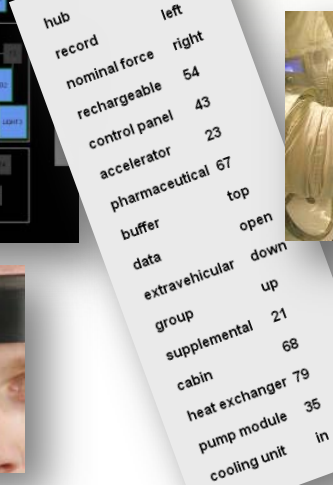 hub left
record right
nominal force 54
rechargeable 43
control panel 23
accelerator 67
pharmaceutical top
buffer open
data down
extravehicular up
group 21
supplemental 68
cabin 79
heat exchanger 35
pump module in
cooling unit